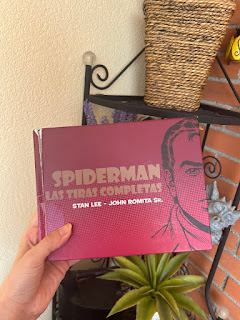 SPIDERMAN
LAS TIRAS COMPLETAS
STAN LEE - JOHN ROMITA SR.